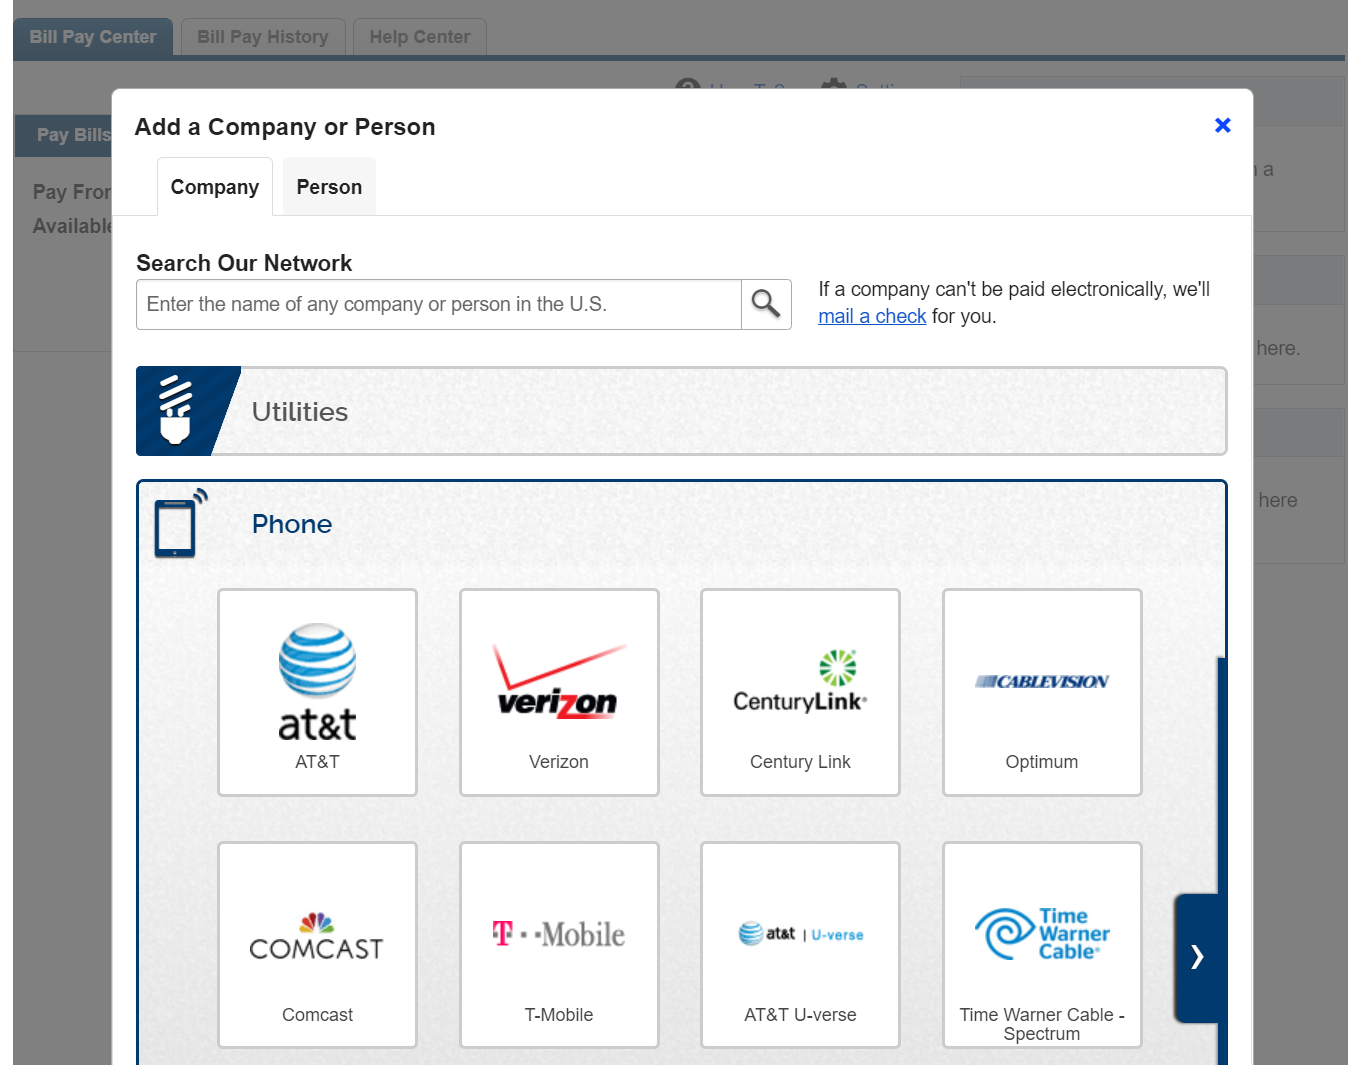 Bill Pay Center
Bill Pay History
Help Center
Add a Company or Person
Pay Bills
Company
Person
Pay From
Available
Search Our Network
Enter the name of any company or person in the U.S.
If a company can't be paid electronically, we'll
mail a check for you.
a
here.
here
Utilities
Phone
at&t
AT&T
verizon
Verizon
CenturyLink
Century Link
CABLEVISION
Optimum
COMCAST
Comcast
T··Mobile
T-Mobile
at&t | U-verse
AT&T U-verse
Time
Warner
Cable
Time Warner Cable -
Spectrum